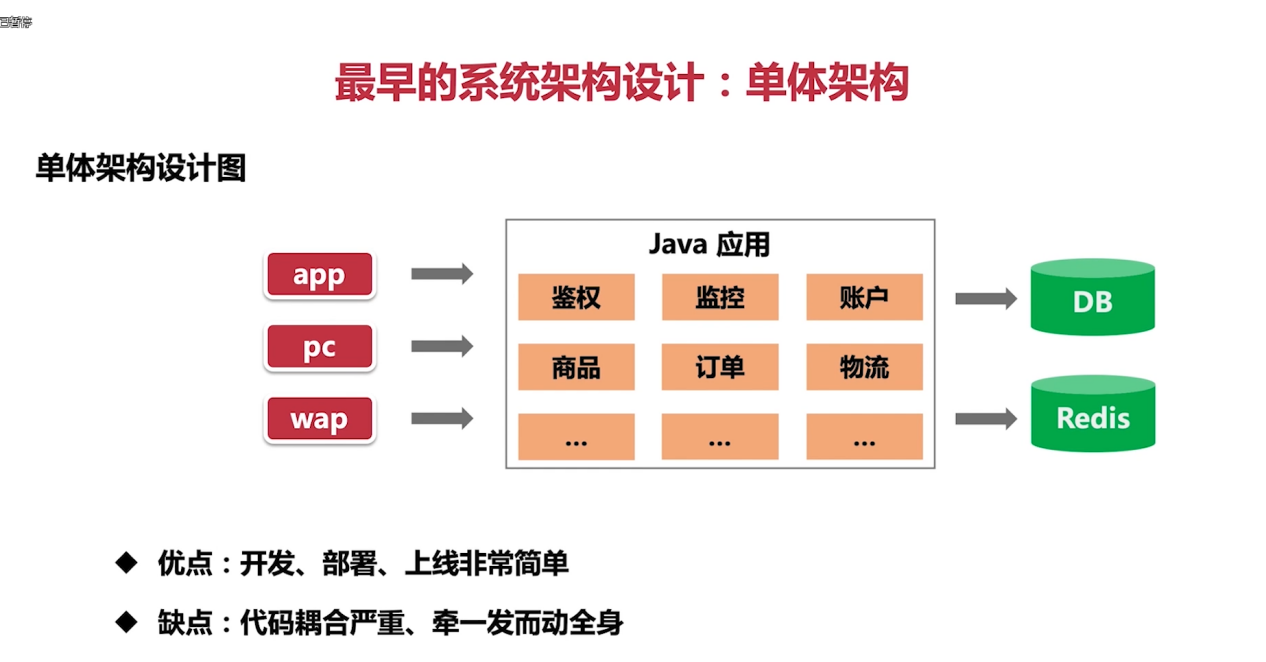 已暂停
最早的系统架构设计：单体架构
单体架构设计图
Java 应用
app
鉴权 监控 账户
DB
pc
商品 订单 物流
wap
Redis
... ... ...
◆ 优点：开发、部署、上线非常简单
◆ 缺点：代码耦合严重、牵一发而动全身